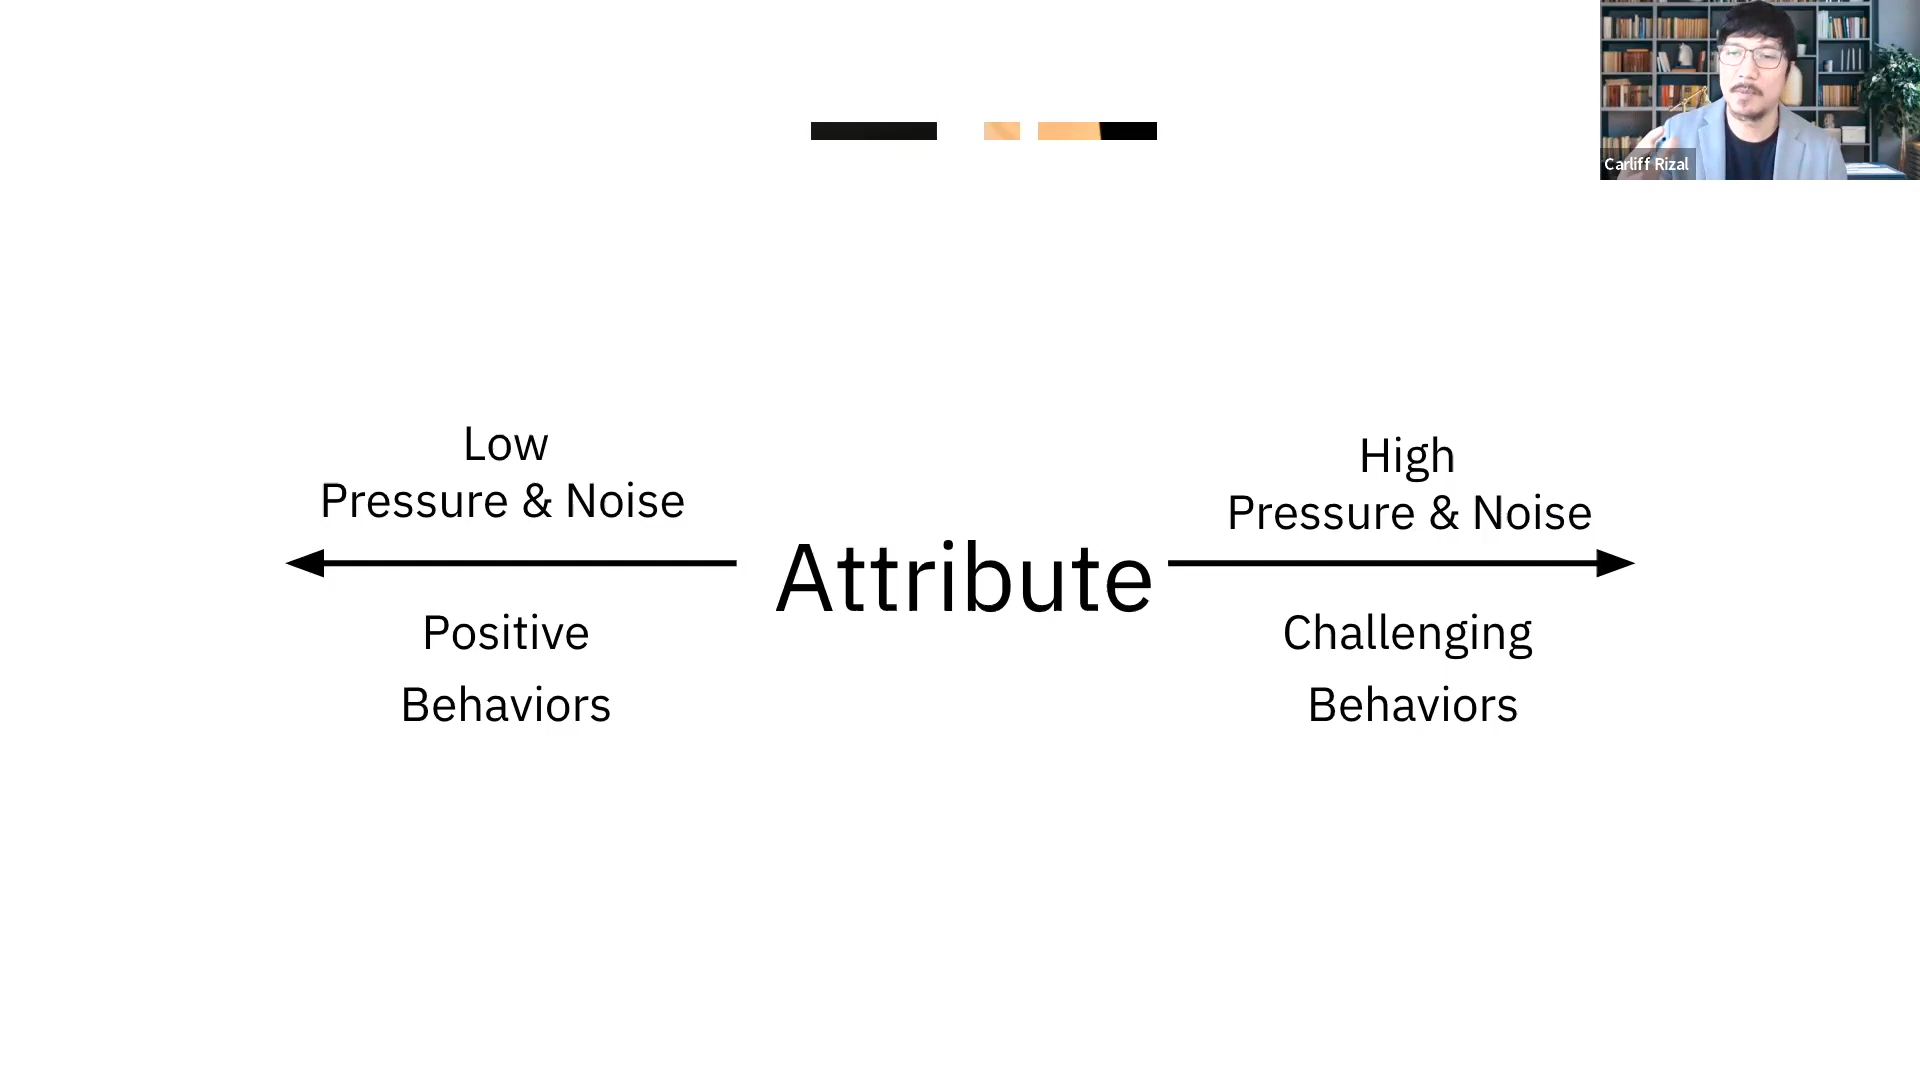 Carliff Rizal
Low
Pressure & Noise
Positive
Behaviors
Attribute
High
Pressure & Noise
Challenging
Behaviors